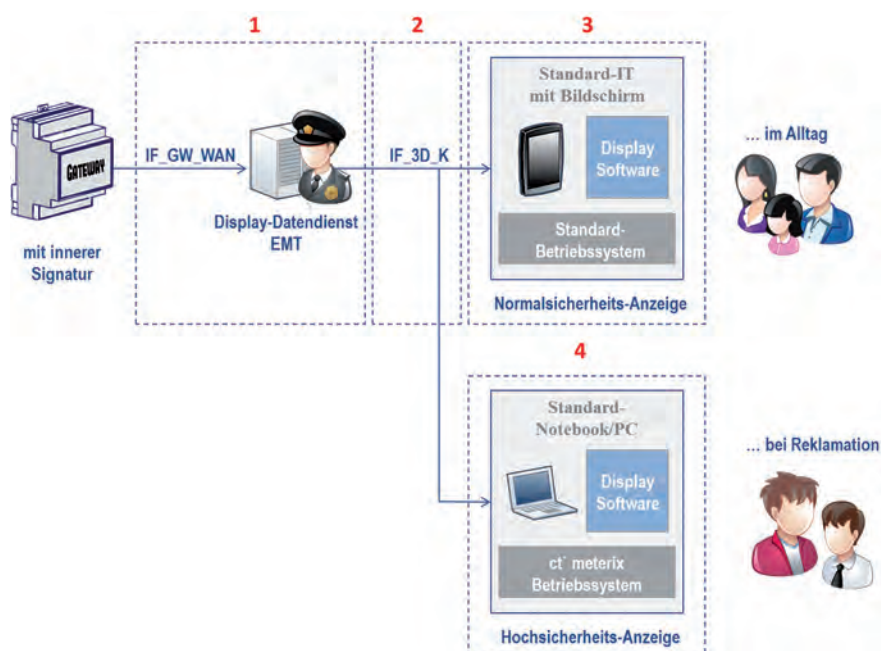 1
2
3
Standard-IT
mit Bildschirm
... im Alltag
GATEWAY
IF_GW_WAN
IF_3D_K
Display
Software
Display-Datendienst
EMT
mit innerer
Signatur
Standard-
Betriebssystem
Normalsicherheits-Anzeige
4
Standard-
Notebook/PC
... bei Reklamation
Display
Software
ct´ meterix
Betriebssystem
Hochsicherheits-Anzeige